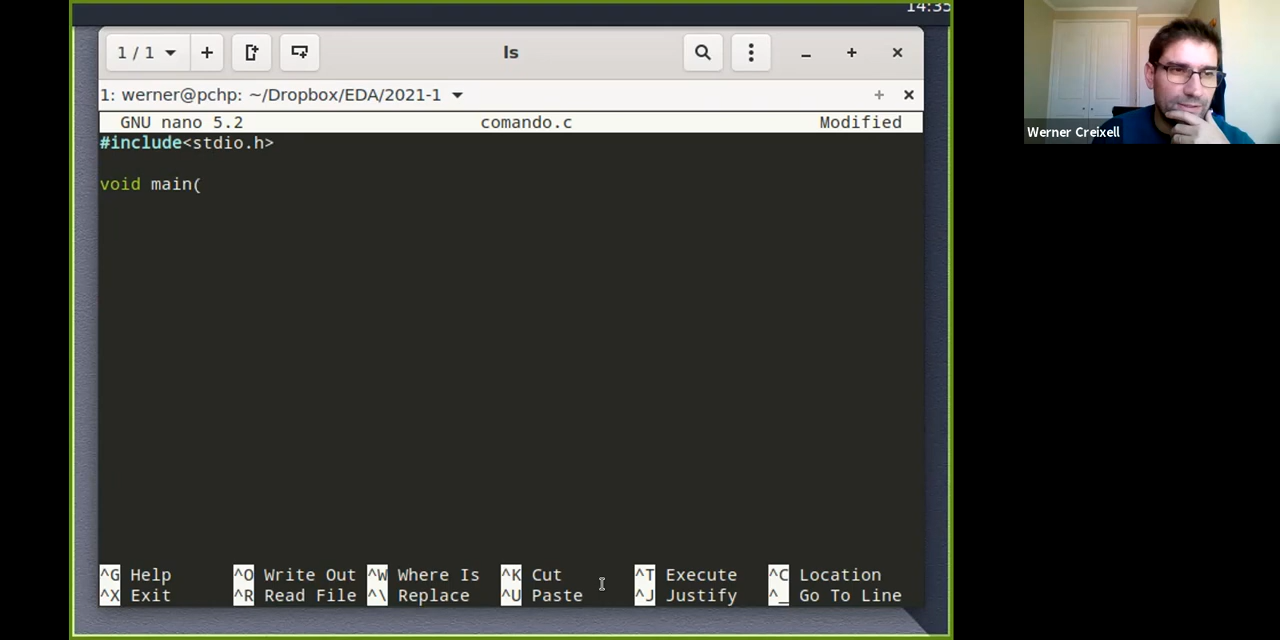 14:35
1 / 1
ls
1: werner@pchp: ~/Dropbox/EDA/2021-1
GNU nano 5.2 comando.c Modified
#include<stdio.h>
void main(
^G Help ^O Write Out ^W Where Is ^K Cut ^T Execute ^C Location
^X Exit ^R Read File ^\ Replace ^U Paste ^J Justify ^_ Go To Line
Werner Creixell